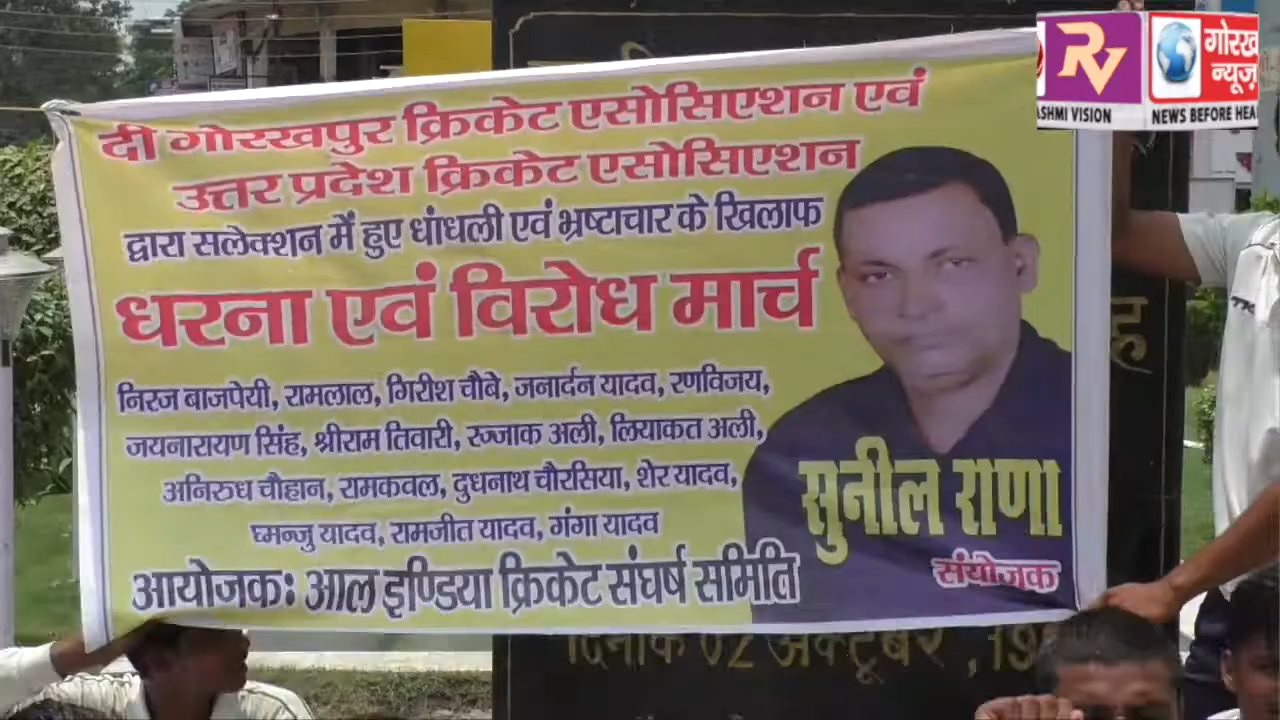 दी गोरखपुर क्रिकेट एसोसिएशन एवं
उत्तर प्रदेश क्रिकेट एसोसिएशन
द्वारा सलेक्शन में हुए धांधली एवं भ्रष्टाचार के खिलाफ
धरना एवं विरोध मार्च
निरज बाजपेयी, रामलाल, गिरीश चौबे, जनार्दन यादव, रणविजय,
जयनारायण सिंह, श्रीराम तिवारी, रज्जाक अली, लियाकत अली,
अनिरुध चौहान, रामकवल, दुधनाथ चौरसिया, शेर यादव,
घ्मन्जु यादव, रामजीत यादव, गंगा यादव
आयोजक: आल इण्डिया क्रिकेट संघर्ष समिति
सुनील राणा
संयोजक
RV
ASHMI VISION
गोरख
न्यूज़
NEWS BEFORE HEA
दिनांक 02 अक्टूबर ,19